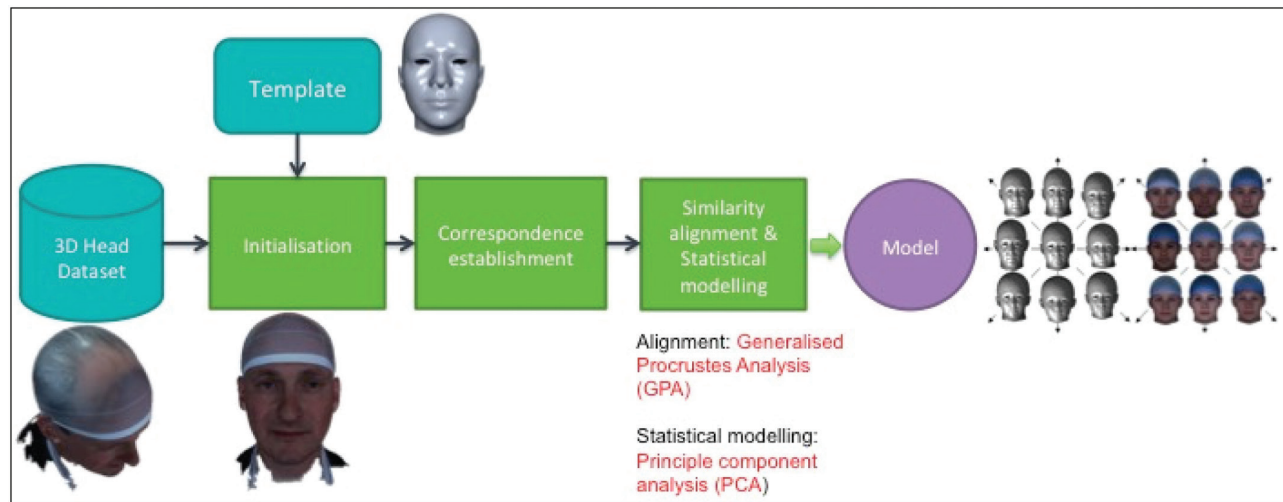 Template
3D Head
Dataset
Initialisation
Correspondence
establishment
Similarity
alignment &
Statistical
modelling
Model
Alignment: Generalised
Procrustes Analysis
(GPA)
Statistical modelling:
Principle component
analysis (PCA)